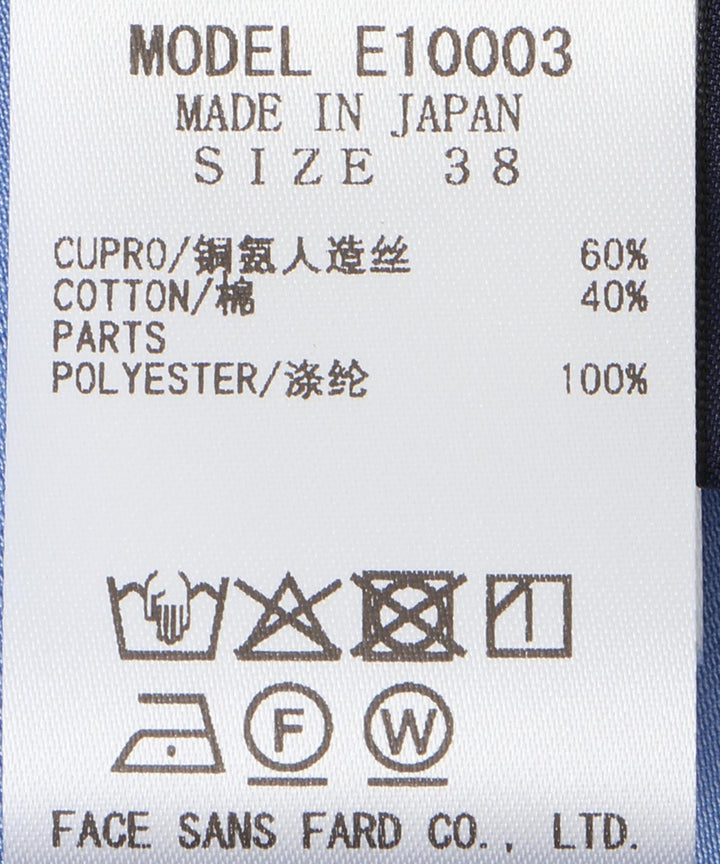 MODEL E10003
MADE IN JAPAN
SIZE 38
CUPRO/铜氨人造丝 60%
COTTON/棉 40%
PARTS
POLYESTER/涤纶 100%
F W
FACE SANS FARD CO., LTD.